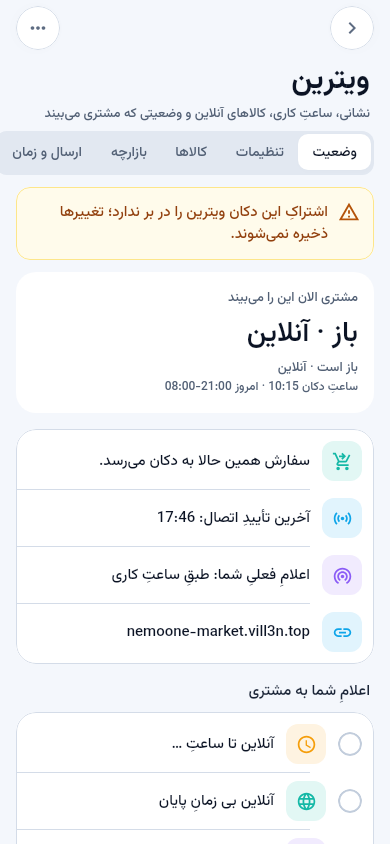 ویترین
نشانی، ساعتِ کاری، کالاهای آنلاین و وضعیتی که مشتری می‌بیند
وضعیت
تنظیمات
کالاها
بازارچه
ارسال و زمان
اشتراکِ این دکان ویترین را در بر ندارد؛ تغییرها
ذخیره نمی‌شوند.
مشتری الان این را می‌بیند
باز · آنلاین
باز است · آنلاین
ساعتِ دکان 10:15 · امروز 21:00-08:00
سفارش همین حالا به دکان می‌رسد.
آخرین تأییدِ اتصال: 17:46
اعلامِ فعلیِ شما: طبقِ ساعتِ کاری
nemoone-market.vill3n.top
اعلامِ شما به مشتری
آنلاین تا ساعتِ ...
آنلاین بی زمانِ پایان